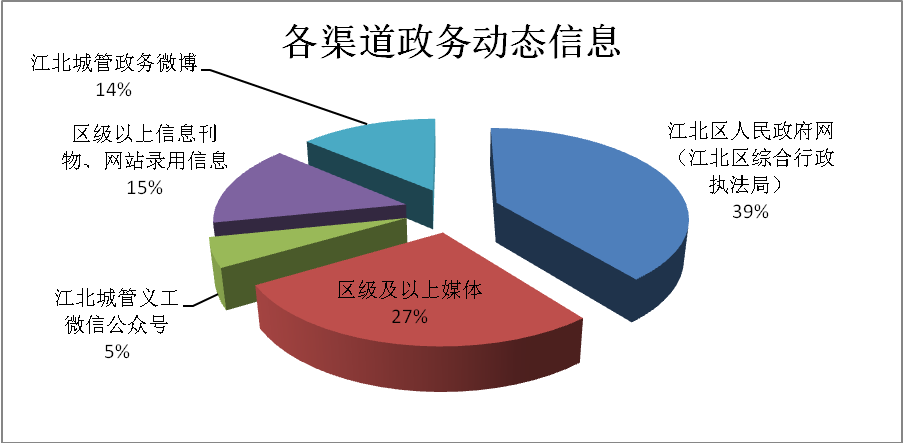 各渠道政务动态信息
江北城管政务微博
14%
区级以上信息刊
物、网站录用信息
15%
江北区人民政府网
（江北区综合行政
执法局）
39%
区级及以上媒体
27%
江北城管义工
微信公众号
5%